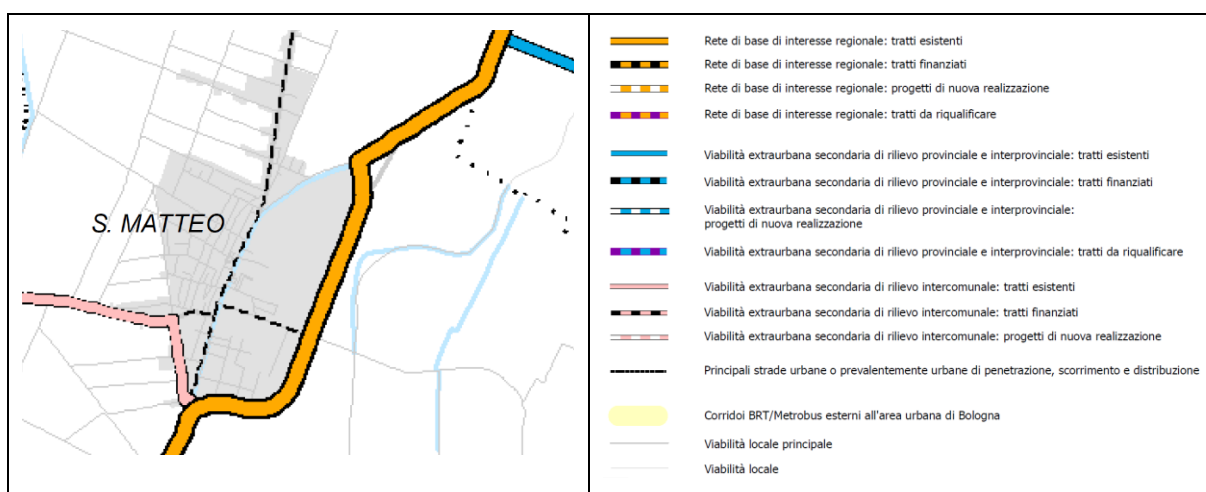 S. MATTEO
Rete di base di interesse regionale: tratti esistenti
Rete di base di interesse regionale: tratti finanziati
Rete di base di interesse regionale: progetti di nuova realizzazione
Rete di base di interesse regionale: tratti da riqualificare
Viabilità extraurbana secondaria di rilievo provinciale e interprovinciale: tratti esistenti
Viabilità extraurbana secondaria di rilievo provinciale e interprovinciale: tratti finanziati
Viabilità extraurbana secondaria di rilievo provinciale e interprovinciale:
progetti di nuova realizzazione
Viabilità extraurbana secondaria di rilievo provinciale e interprovinciale: tratti da riqualificare
Viabilità extraurbana secondaria di rilievo intercomunale: tratti esistenti
Viabilità extraurbana secondaria di rilievo intercomunale: tratti finanziati
Viabilità extraurbana secondaria di rilievo intercomunale: progetti di nuova realizzazione
Principali strade urbane o prevalentemente urbane di penetrazione, scorrimento e distribuzione
Corridoi BRT/Metrobus esterni all'area urbana di Bologna
Viabilità locale principale
Viabilità locale